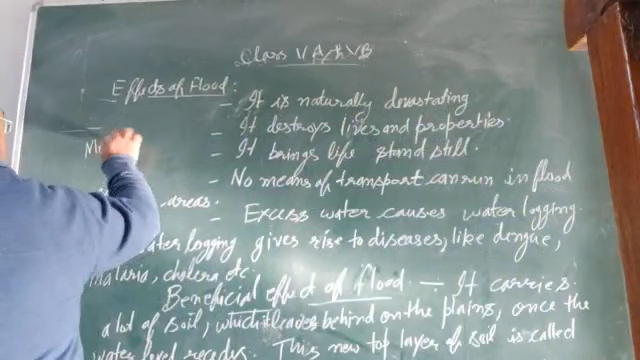 Class V A & V B
Effects of Flood:
- It is naturally devastating
- It destroys lives and properties.
- It brings life stand still.
- No means of transport can run in flood
areas.
- Excess water causes water logging.
water logging gives rise to diseases, like dengue,
malaria, cholera etc.
Beneficial effect of flood :- It carries
a lot of soil, which it leaves behind on the plains, once the
water level recedes. This new top layer of soil is called